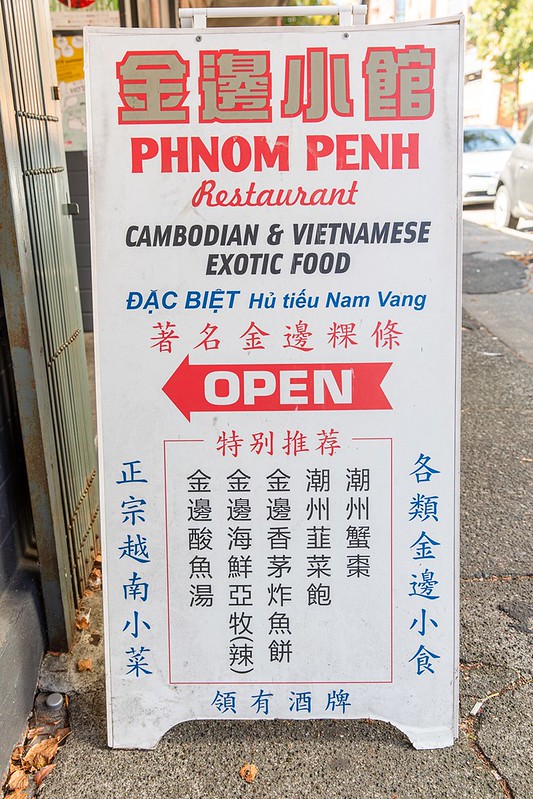 金邊小館
PHNOM PENH
Restaurant
CAMBODIAN & VIETNAMESE
EXOTIC FOOD
ĐẶC BIỆT Hủ tiếu Nam Vang
著名金邊粿條
OPEN
特别推荐
各類金邊小食
潮州蟹棗
潮州韮菜飽
金邊香茅炸魚餅
金邊海鮮亞牧(辣)
金邊酸魚湯
正宗越南小菜
領有酒牌